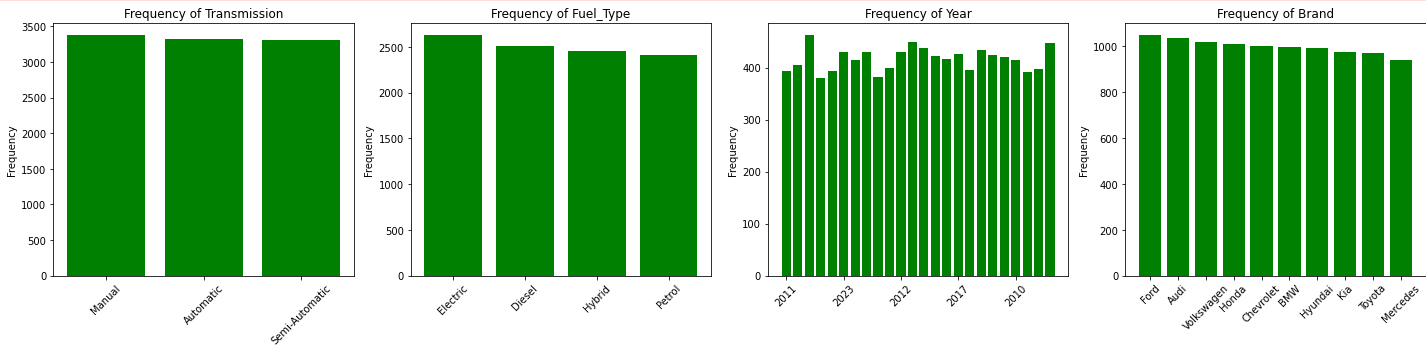 Frequency of Transmission
Frequency
3500
3000
2500
2000
1500
1000
500
0
Manual
Automatic
Semi-Automatic
Frequency of Fuel_Type
Frequency
2500
2000
1500
1000
500
0
Electric
Diesel
Hybrid
Petrol
Frequency of Year
Frequency
400
300
200
100
0
2011
2023
2012
2017
2010
Frequency of Brand
Frequency
1000
800
600
400
200
0
Ford
Audi
Volkswagen
Honda
Chevrolet
BMW
Hyundai
Kia
Toyota
Mercedes